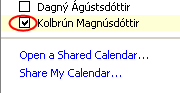 Dagný Ágústsdóttir
Kolbrún Magnúsdóttir
Open a Shared Calendar...
Share My Calendar...